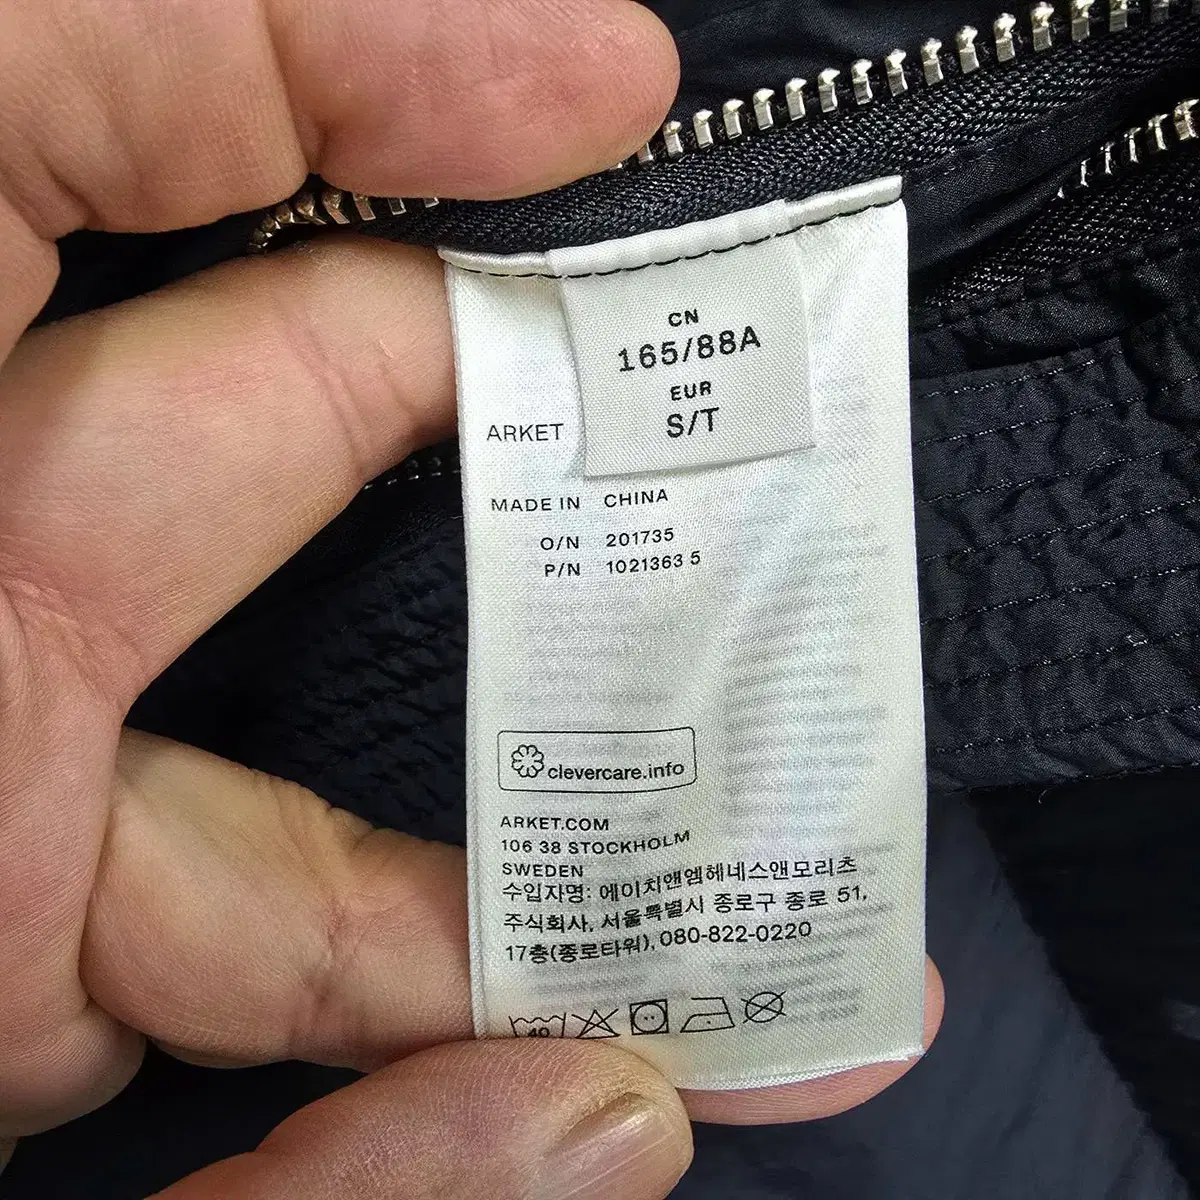 CN
165/88A
EUR
S/T
ARKET
MADE IN CHINA
O/N 201735
P/N 1021363 5
clevercare.info
ARKET.COM
106 38 STOCKHOLM
SWEDEN
수입자명: 에이치앤엠헤네스앤모리츠
주식회사, 서울특별시 종로구 종로 51,
17층(종로타워), 080-822-0220
40